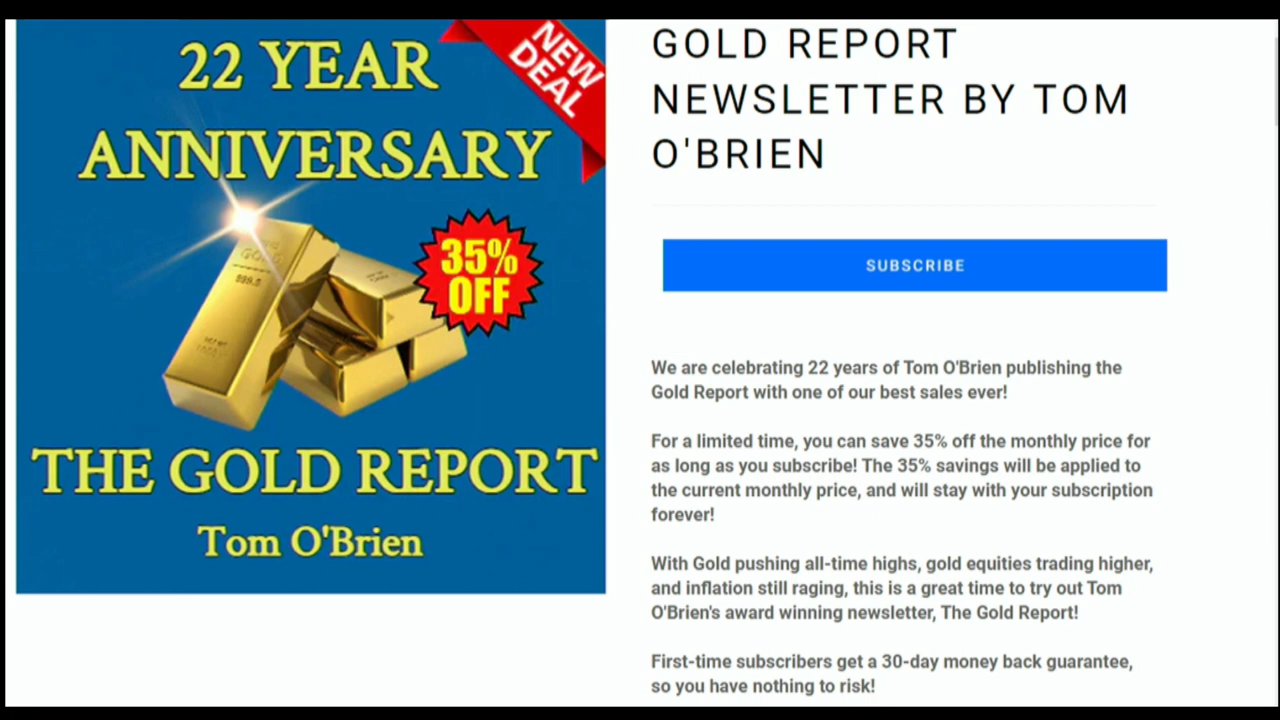 22 YEAR
ANNIVERSARY
NEW
DEAL
GOLD
999.9
35%
OFF
THE GOLD REPORT
Tom O'Brien
GOLD REPORT
NEWSLETTER BY TOM
O'BRIEN
SUBSCRIBE
We are celebrating 22 years of Tom O'Brien publishing the
Gold Report with one of our best sales ever!
For a limited time, you can save 35% off the monthly price for
as long as you subscribe! The 35% savings will be applied to
the current monthly price, and will stay with your subscription
forever!
With Gold pushing all-time highs, gold equities trading higher,
and inflation still raging, this is a great time to try out Tom
O'Brien's award winning newsletter, The Gold Report!
First-time subscribers get a 30-day money back guarantee,
so you have nothing to risk!